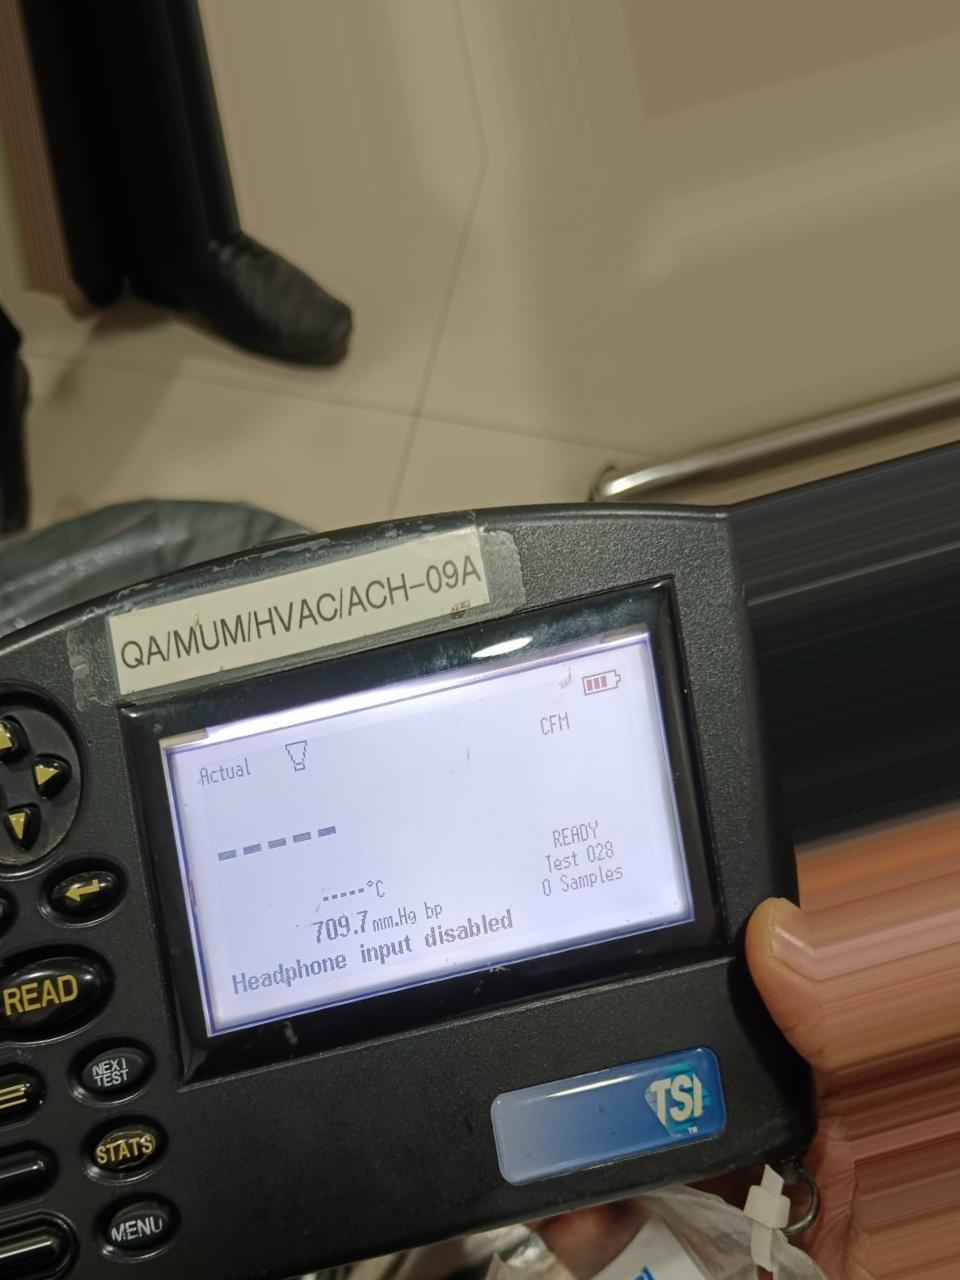 QA/MUM/HVAC/ACH-09A
Actual
CFM
-----
READY
Test 028
0 Samples
-----°C
709.7 mm.Hg bp
Headphone input disabled
READ
NEXT
TEST
STATS
MENU
TSI
TM